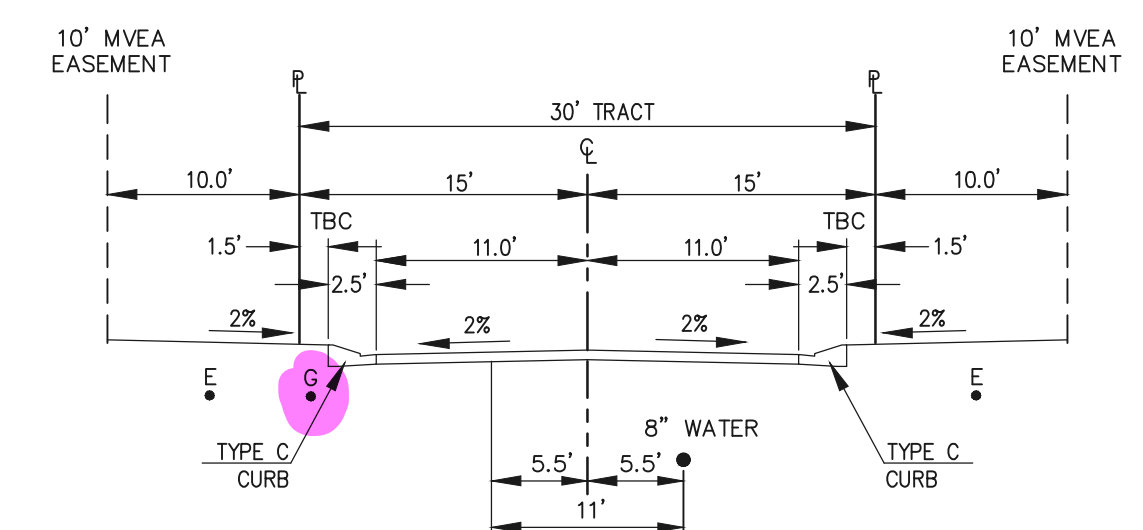 10' MVEA
EASEMENT
10' MVEA
EASEMENT
PL
PL
30' TRACT
CL
10.0'
15'
15'
10.0'
TBC
TBC
1.5'
11.0'
11.0'
1.5'
2.5'
2.5'
2%
2%
2%
2%
E
G
E
8" WATER
TYPE C
CURB
5.5'
5.5'
TYPE C
CURB
11'